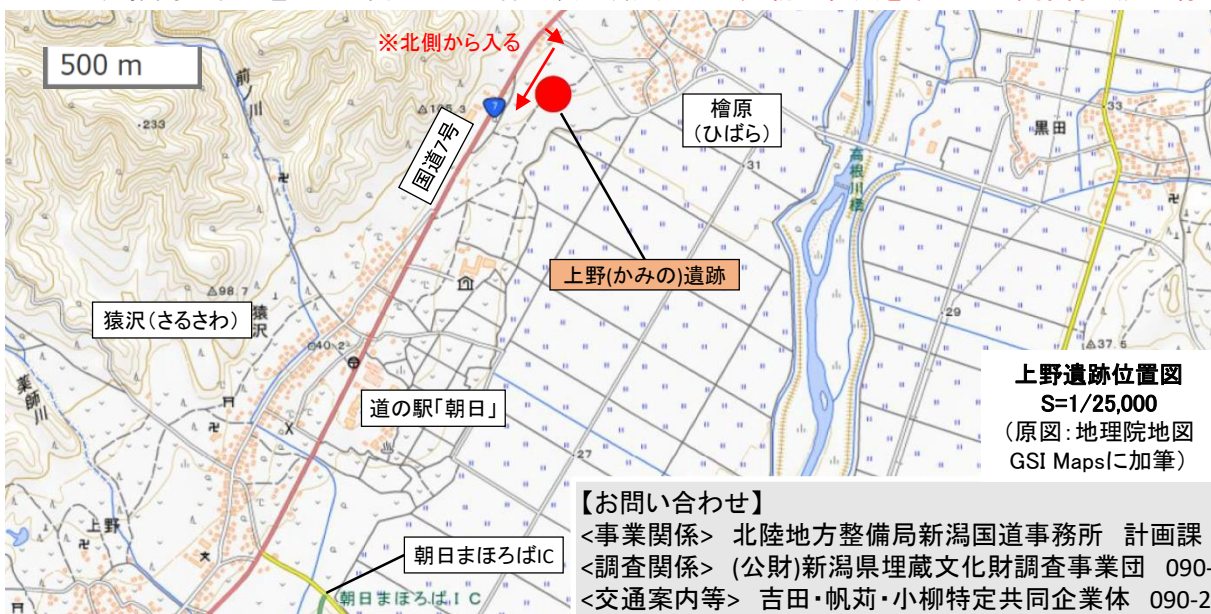 ※北側から入る
500 m
前ノ川
△105.3
・233
7
国道7号
檜原
(ひばら)
・31
33
黒田
高根川橋
上野(かみの)遺跡
△98.7
猿沢
猿沢(さるさわ)
40.2
・29
△37.5
薬師川
道の駅「朝日」
上野遺跡位置図
S=1/25,000
(原図:地理院地図
GSI Mapsに加筆)
・27
上野
朝日まほろばIC
朝日まほろばIC
【お問い合わせ】
<事業関係> 北陸地方整備局新潟国道事務所 計画課
<調査関係> (公財)新潟県埋蔵文化財調査事業団 090-
<交通案内等> 吉田・帆苅・小柳特定共同企業体 090-2